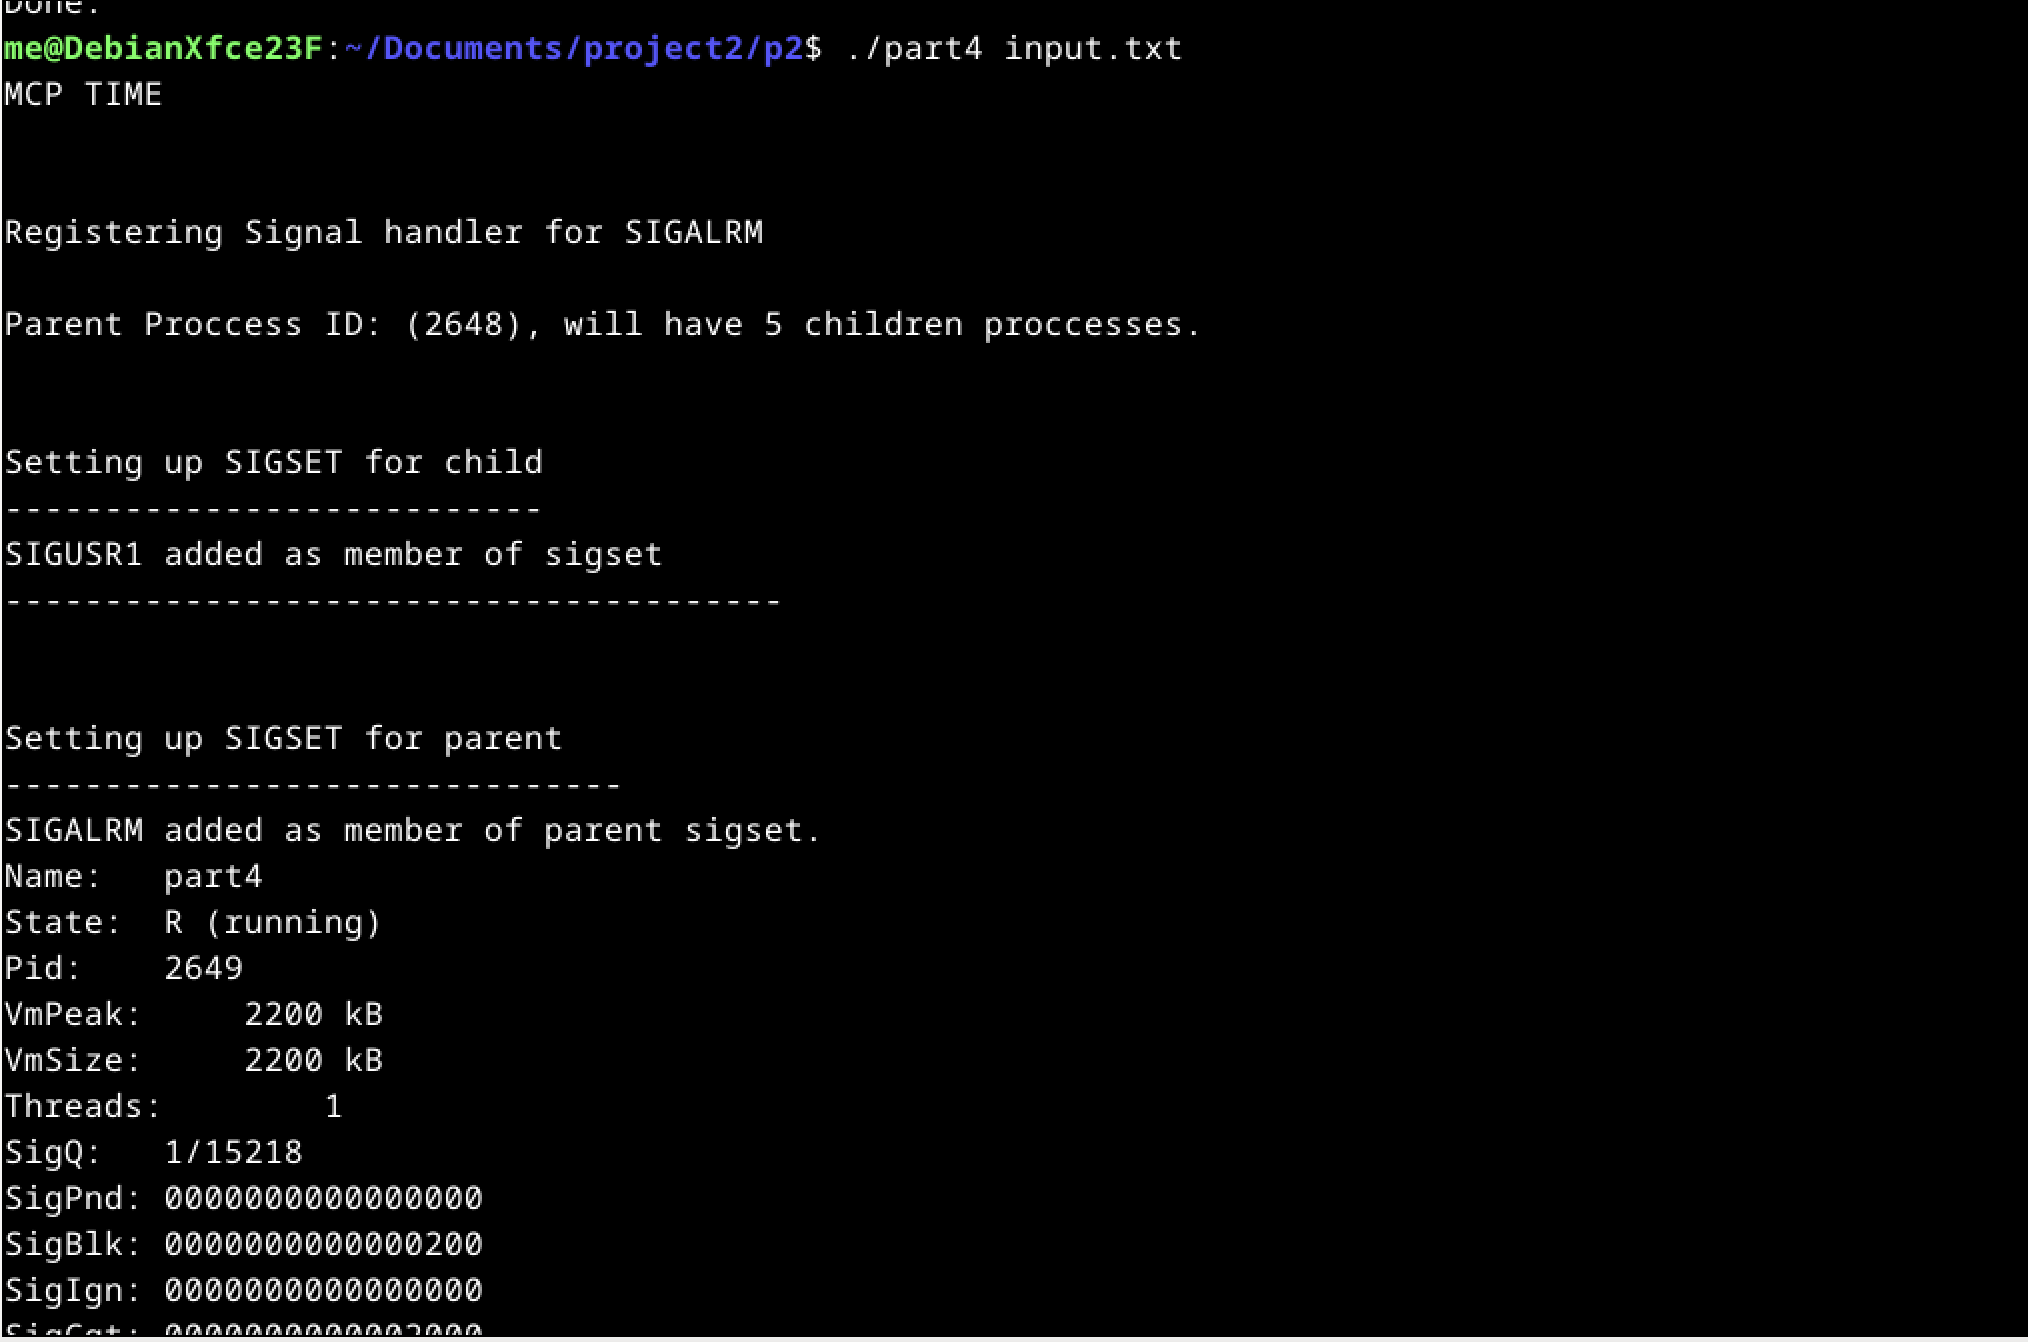 Done.
me@DebianXfce23F:~/Documents/project2/p2$ ./part4 input.txt
MCP TIME
Registering Signal handler for SIGALRM
Parent Proccess ID: (2648), will have 5 children proccesses.
Setting up SIGSET for child
---------------------------
SIGUSR1 added as member of sigset
---------------------------------------
Setting up SIGSET for parent
-------------------------------
SIGALRM added as member of parent sigset.
Name:   part4
State:  R (running)
Pid:    2649
VmPeak:     2200 kB
VmSize:     2200 kB
Threads:        1
SigQ:   1/15218
SigPnd: 0000000000000000
SigBlk: 0000000000000200
SigIgn: 0000000000000000
SigCgt: 0000000000002000